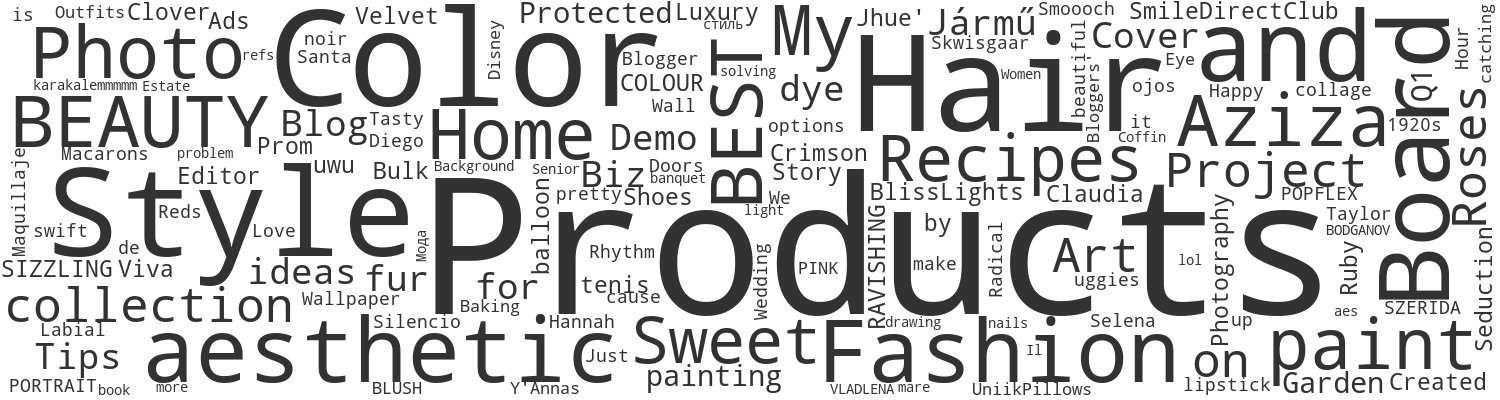 is
Outfits
Clover
Ads
Color
Velvet
Protected
Luxury
стиль
My
Jhue'
Jármű
Smoooch
SmileDirectClub
Board
catching
Hour
Photo
refs
noir
Santa
Disney
Blogger
COLOUR
BEST
solving
Hair
Skwisgaar
Women
beautiful
Cover
Eye
and
Q1
karakalemmmmm
Estate
Wall
dye
ojos
Happy
collage
BEAUTY
Blog
Tasty
Diego
Home
Demo
options
Bloggers'
it
Coffin
Aziza
1920s
Roses
Macarons
problem
Prom
Maquillaje
Editor
uwu
Bulk
Background
Senior
Biz
Doors
banquet
Crimson
Story
Recipes
Project
Style
Reds
pretty
Shoes
We
light
BlissLights
Claudia
POPFLEX
Products
swift
de
Love
Мода
balloon
Rhythm
Wedding
PINK
RAVISHING
by
make
Radical
Art
uggies
lol
Photography
Taylor
BODGANOV
Ruby
Seduction
SIZZLING
Viva
ideas
fur
for
tenis
cause
collection
Wallpaper
Baking
up
aes
SZERIDA
Labial
Silencio
Hannah
Sweet
drawing
nails
Selena
Tips
aesthetic
Just
Fashion
Il
on
paint
PORTRAIT
book
more
BLUSH
Y'Annas
painting
VLADLENA
mare
UniikPillows
lipstick
Garden
Created